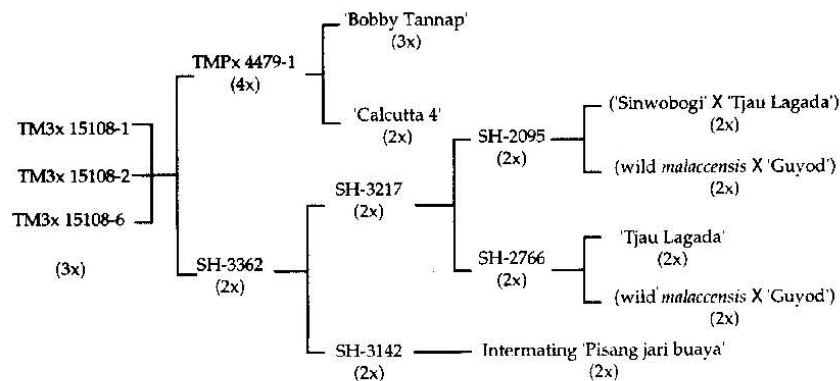 'Bobby Tannap'
(3x)
TMPx 4479-1
(4x)
'Calcutta 4'
(2x)
TM3x 15108-1
TM3x 15108-2
TM3x 15108-6
(3x)
SH-3362
(2x)
SH-3217
(2x)
SH-3142
(2x)
SH-2095
(2x)
SH-2766
(2x)
('Sinwobogi' X 'Tjau Lagada')
(2x)
(wild malaccensis X 'Guyod')
(2x)
'Tjau Lagada'
(2x)
(wild malaccensis X 'Guyod')
(2x)
Intermating 'Pisang jari buaya'
(2x)